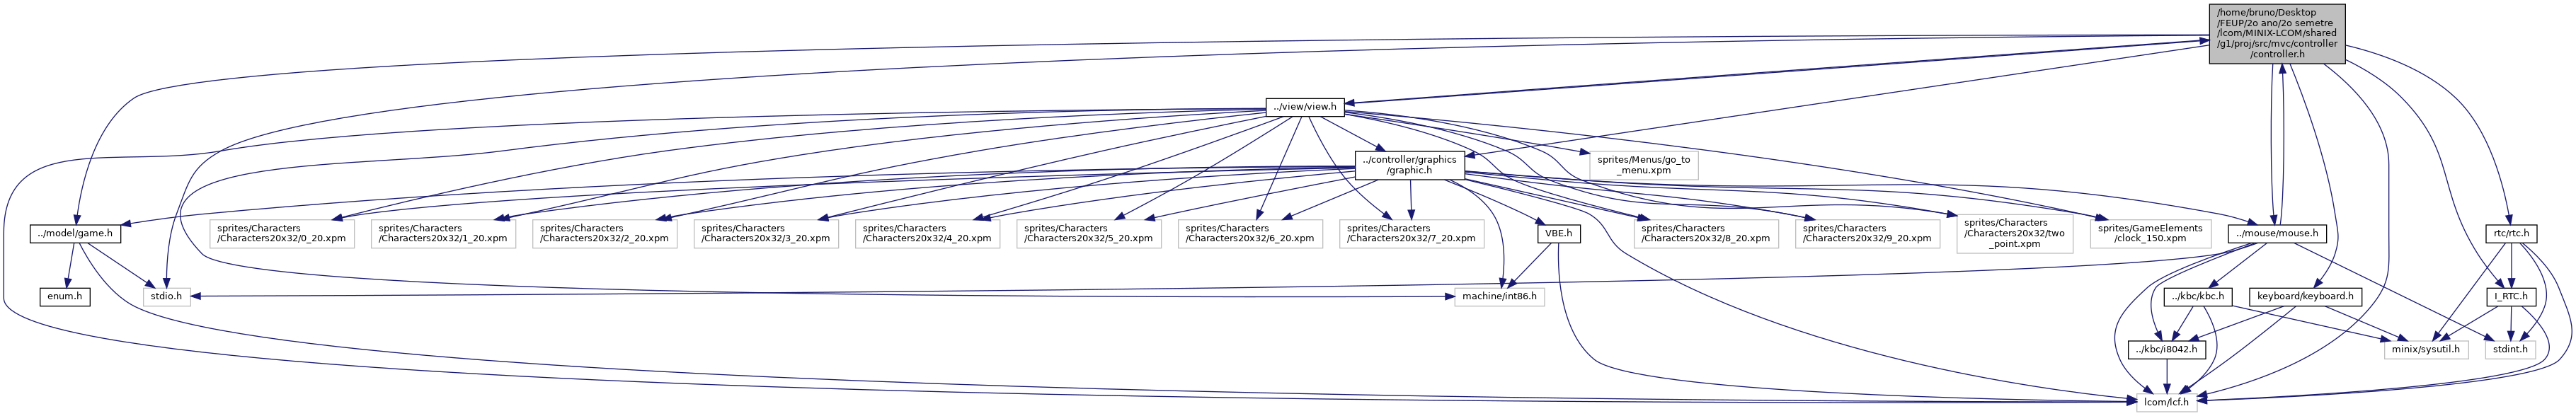 /home/bruno/Desktop
/FEUP/2o ano/2o semetre
/lcom/MINIX-LCOM/shared
/g1/proj/src/mvc/controller
/controller.h
../view/view.h
../controller/graphics
/graphic.h
sprites/Menus/go_to
_menu.xpm
../model/game.h
sprites/Characters
/Characters20x32/0_20.xpm
sprites/Characters
/Characters20x32/1_20.xpm
sprites/Characters
/Characters20x32/2_20.xpm
sprites/Characters
/Characters20x32/3_20.xpm
sprites/Characters
/Characters20x32/4_20.xpm
sprites/Characters
/Characters20x32/5_20.xpm
sprites/Characters
/Characters20x32/6_20.xpm
sprites/Characters
/Characters20x32/7_20.xpm
VBE.h
sprites/Characters
/Characters20x32/8_20.xpm
sprites/Characters
/Characters20x32/9_20.xpm
sprites/Characters
/Characters20x32/two
_point.xpm
sprites/GameElements
/clock_150.xpm
../mouse/mouse.h
rtc/rtc.h
enum.h
stdio.h
machine/int86.h
../kbc/kbc.h
keyboard/keyboard.h
I_RTC.h
../kbc/i8042.h
minix/sysutil.h
stdint.h
lcom/lcf.h